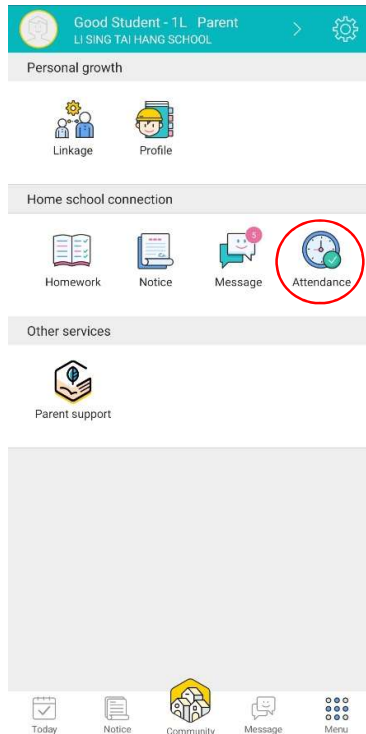 Good Student - 1L Parent
LI SING TAI HANG SCHOOL
Personal growth
Linkage Profile
Home school connection
5
Homework Notice Message Attendance
Other services
Parent support
Today Notice Community Message Menu